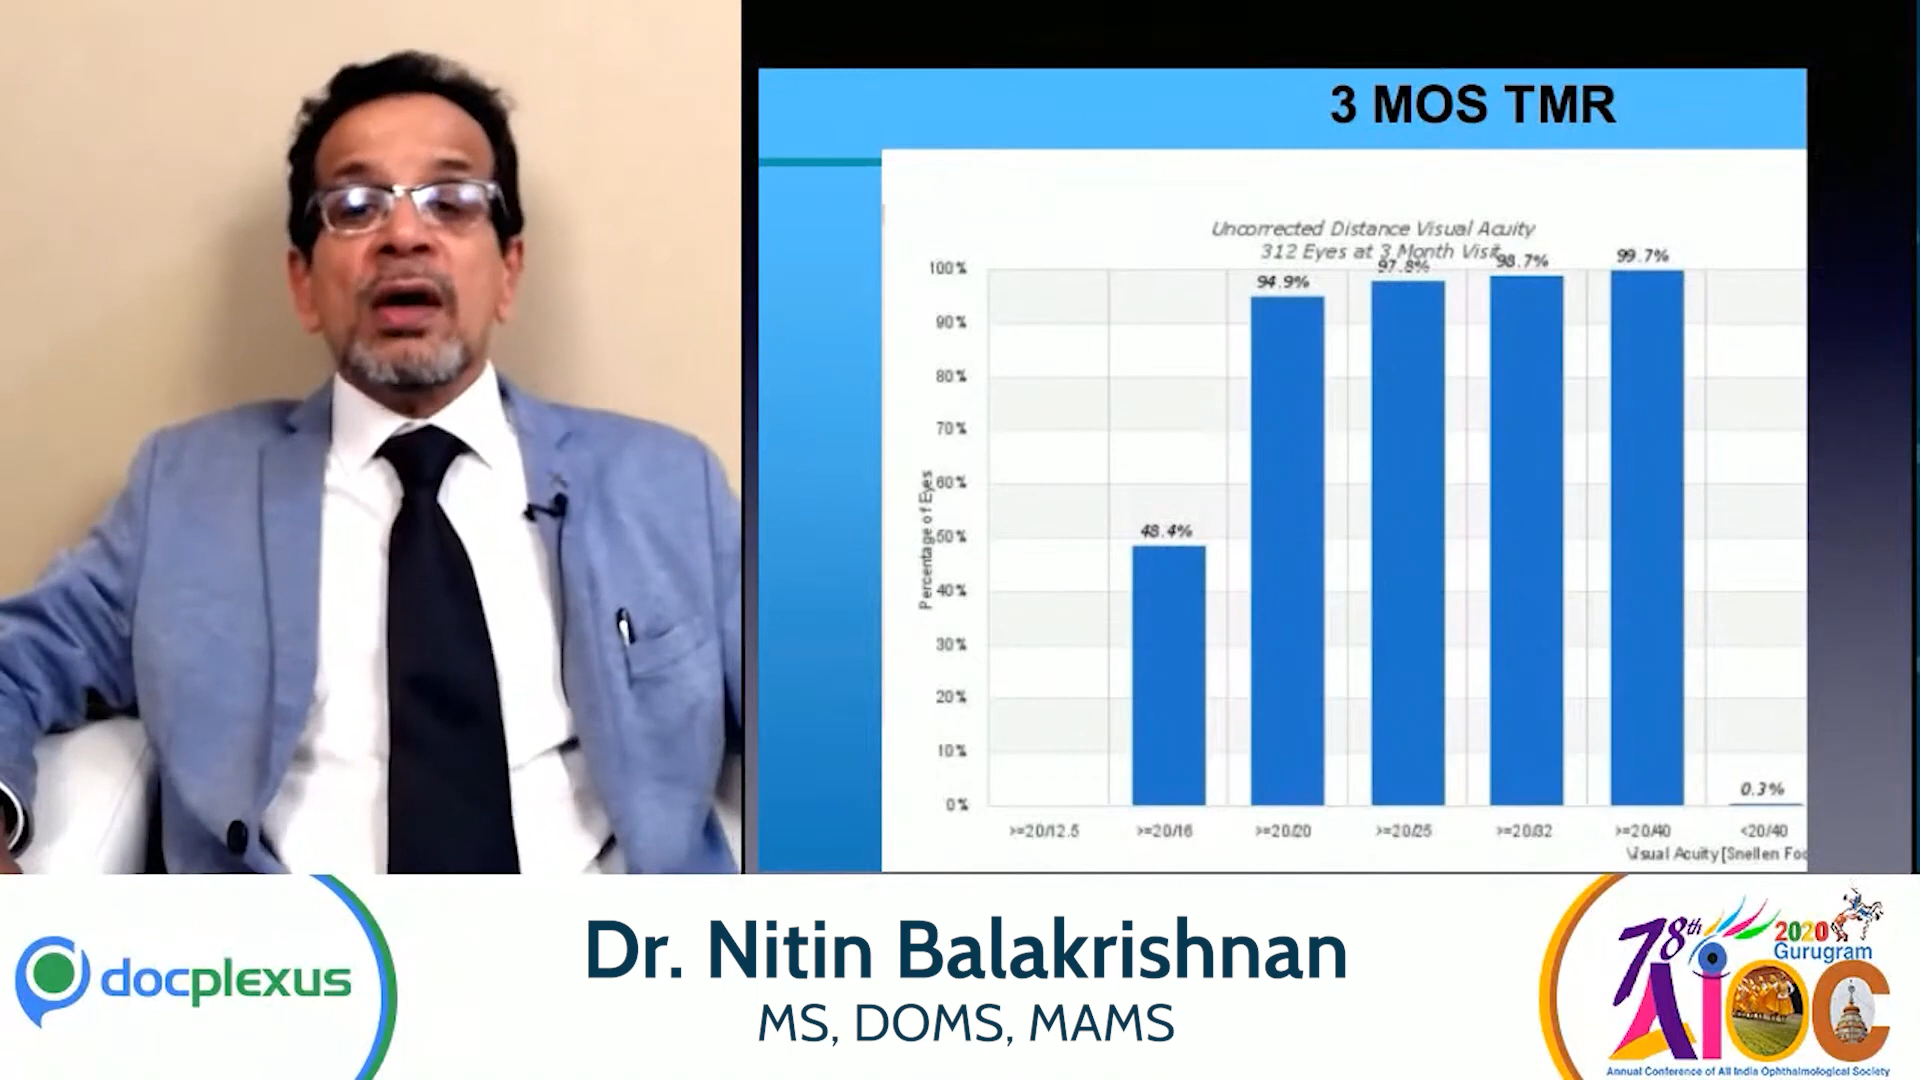 3 MOS TMR
Uncorrected Distance Visual Acuity
312 Eyes at 3 Month Visit
100%
90%
80%
70%
60%
50%
40%
30%
20%
10%
0%
Percentage of Eyes
48.4%
94.9%
97.8%
98.7%
99.7%
0.3%
>=20/12.5
>=20/16
>=20/20
>=20/25
>=20/32
>=20/40
<20/40
Visual Acuity [Snellen
docplexus
Dr. Nitin Balakrishnan
MS, DOMS, MAMS
78th
2020
Gurugram
AIOC
Annual Conference of All India Ophthalmological Society